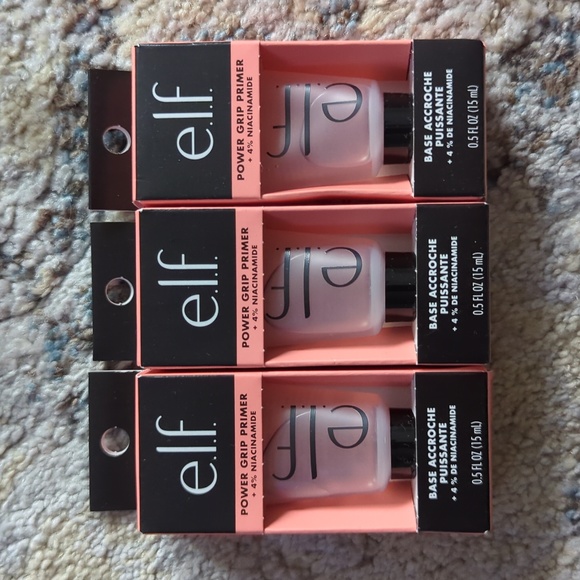 e.l.f.
POWER GRIP PRIMER
+ 4% NIACINAMIDE
e.l.f.
BASE ACCROCHE
PUISSANTE
+ 4 % DE NIACINAMIDE
0.5 FL OZ (15 mL)
e.l.f.
POWER GRIP PRIMER
+ 4% NIACINAMIDE
e.l.f.
BASE ACCROCHE
PUISSANTE
+ 4 % DE NIACINAMIDE
0.5 FL OZ (15 mL)
e.l.f.
POWER GRIP PRIMER
+ 4% NIACINAMIDE
e.l.f.
BASE ACCROCHE
PUISSANTE
+ 4 % DE NIACINAMIDE
0.5 FL OZ (15 mL)